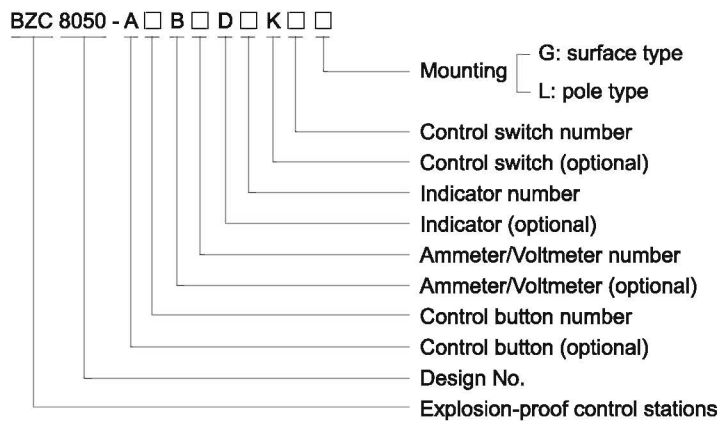 BZC 8050 - A □ B □ D □ K □ □
G: surface type
Mounting
L: pole type
Control switch number
Control switch (optional)
Indicator number
Indicator (optional)
Ammeter/Voltmeter number
Ammeter/Voltmeter (optional)
Control button number
Control button (optional)
Design No.
Explosion-proof control stations